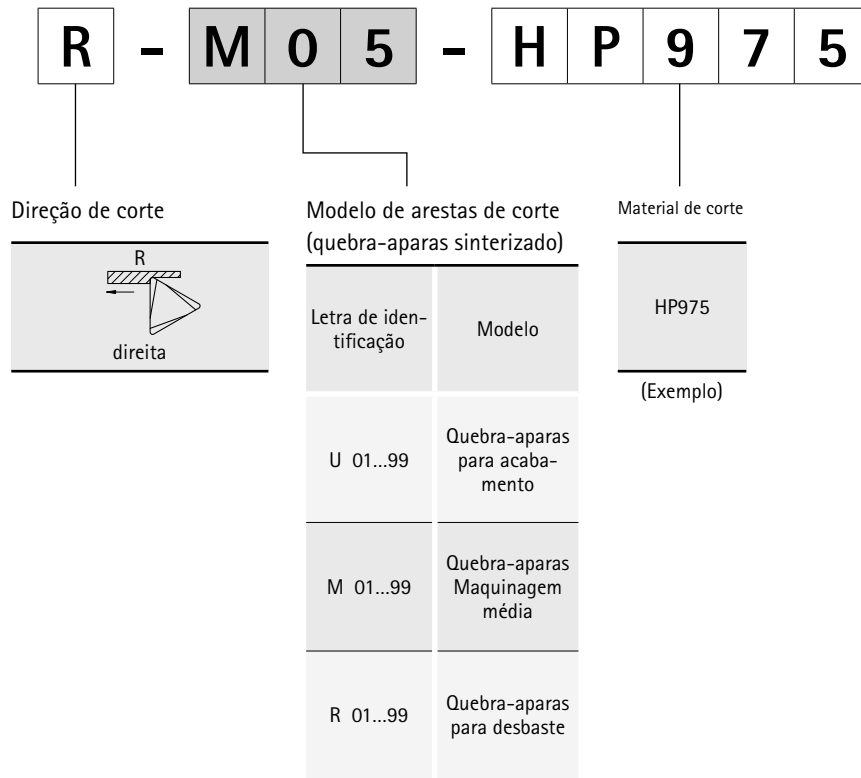 R - M 0 5 - H P 9 7 5
Direção de corte
R
direita
Modelo de arestas de corte
(quebra-aparas sinterizado)
Letra de iden-
tificação
Modelo
U 01...99
Quebra-aparas
para acaba-
mento
M 01...99
Quebra-aparas
Maquinagem
média
R 01...99
Quebra-aparas
para desbaste
Material de corte
HP975
(Exemplo)